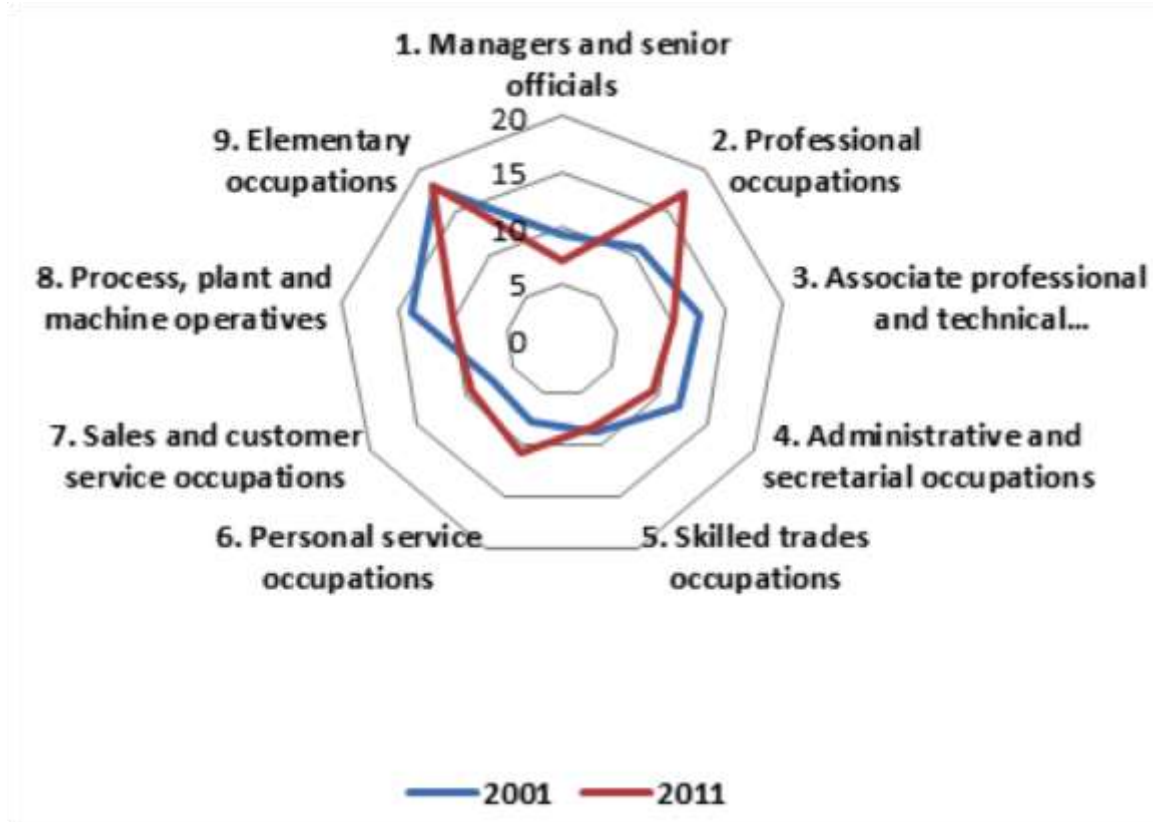 1. Managers and senior
officials
20
9. Elementary
occupations
2. Professional
occupations
15
10
8. Process, plant and
machine operatives
3. Associate professional
and technical...
5
0
7. Sales and customer
service occupations
4. Administrative and
secretarial occupations
6. Personal service
occupations
5. Skilled trades
occupations
2001
2011